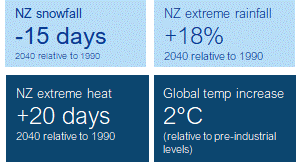 NZ snowfall
-15 days
2040 relative to 1990
NZ extreme rainfall
+18%
2040 relative to 1990
NZ extreme heat
+20 days
2040 relative to 1990
Global temp increase
2°C
(relative to pre-industrial
levels)